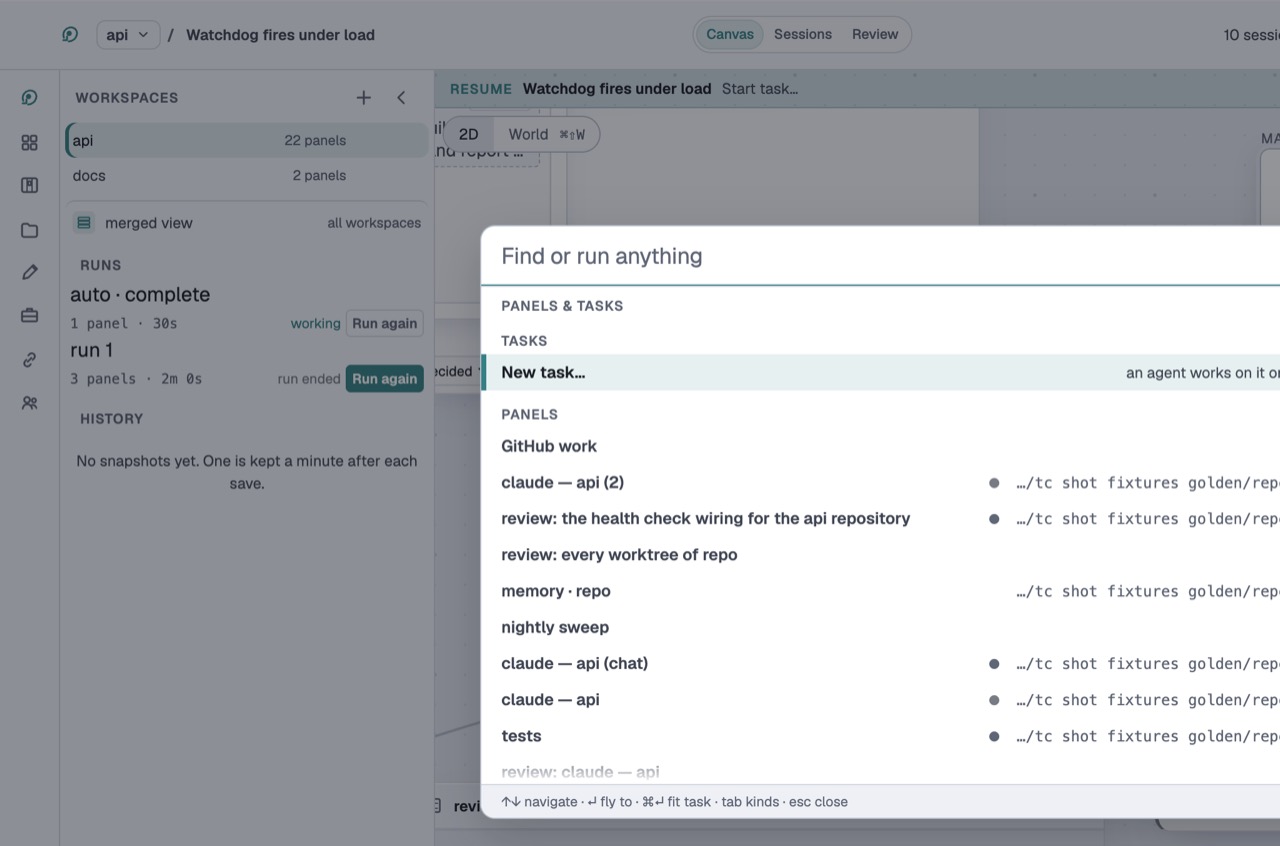 api / Watchdog fires under load
Canvas Sessions Review
10 sessi
WORKSPACES
api 22 panels
docs 2 panels
merged view all workspaces
RUNS
auto · complete
1 panel · 30s working Run again
run 1
3 panels · 2m 0s run ended Run again
HISTORY
No snapshots yet. One is kept a minute after each
save.
RESUME Watchdog fires under load Start task…
2D World ⌘⇧W
nd report …
MA
ecided
Find or run anything
PANELS & TASKS
TASKS
New task… an agent works on it o
PANELS
GitHub work
claude — api (2) …/tc shot fixtures golden/rep
review: the health check wiring for the api repository …/tc shot fixtures golden/rep
review: every worktree of repo
memory · repo …/tc shot fixtures golden/rep
nightly sweep
claude — api (chat) …/tc shot fixtures golden/rep
claude — api …/tc shot fixtures golden/rep
tests …/tc shot fixtures golden/rep
review: claude — api
↑↓ navigate · ↵ fly to · ⌘↵ fit task · tab kinds · esc close
revi